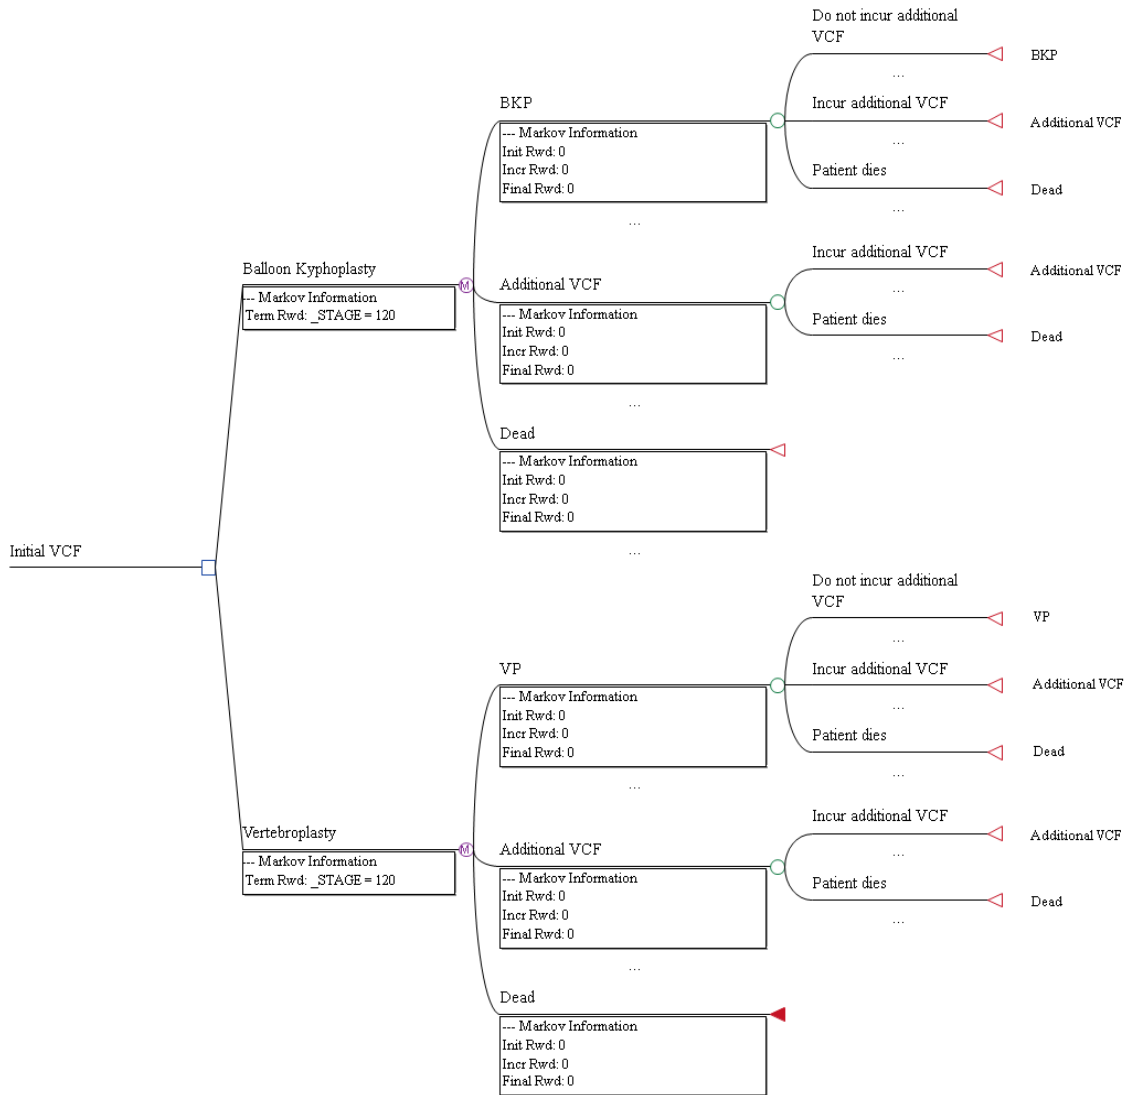 Do not incur additional
VCF
BKP
...
BKP
Incur additional VCF
Additional VCF
--- Markov Information
Init Rwd: 0
Incr Rwd: 0
Final Rwd: 0
...
Patient dies
Dead
...
...
Balloon Kyphoplasty
--- Markov Information
Term Rwd: _STAGE = 120
M
Additional VCF
--- Markov Information
Init Rwd: 0
Incr Rwd: 0
Final Rwd: 0
...
Incur additional VCF
Additional VCF
...
Patient dies
Dead
...
Dead
--- Markov Information
Init Rwd: 0
Incr Rwd: 0
Final Rwd: 0
...
Initial VCF
Do not incur additional
VCF
VP
...
VP
Incur additional VCF
Additional VCF
--- Markov Information
Init Rwd: 0
Incr Rwd: 0
Final Rwd: 0
...
Patient dies
Dead
...
...
Vertebroplasty
--- Markov Information
Term Rwd: _STAGE = 120
M
Additional VCF
--- Markov Information
Init Rwd: 0
Incr Rwd: 0
Final Rwd: 0
...
Incur additional VCF
Additional VCF
...
Patient dies
Dead
...
Dead
--- Markov Information
Init Rwd: 0
Incr Rwd: 0
Final Rwd: 0